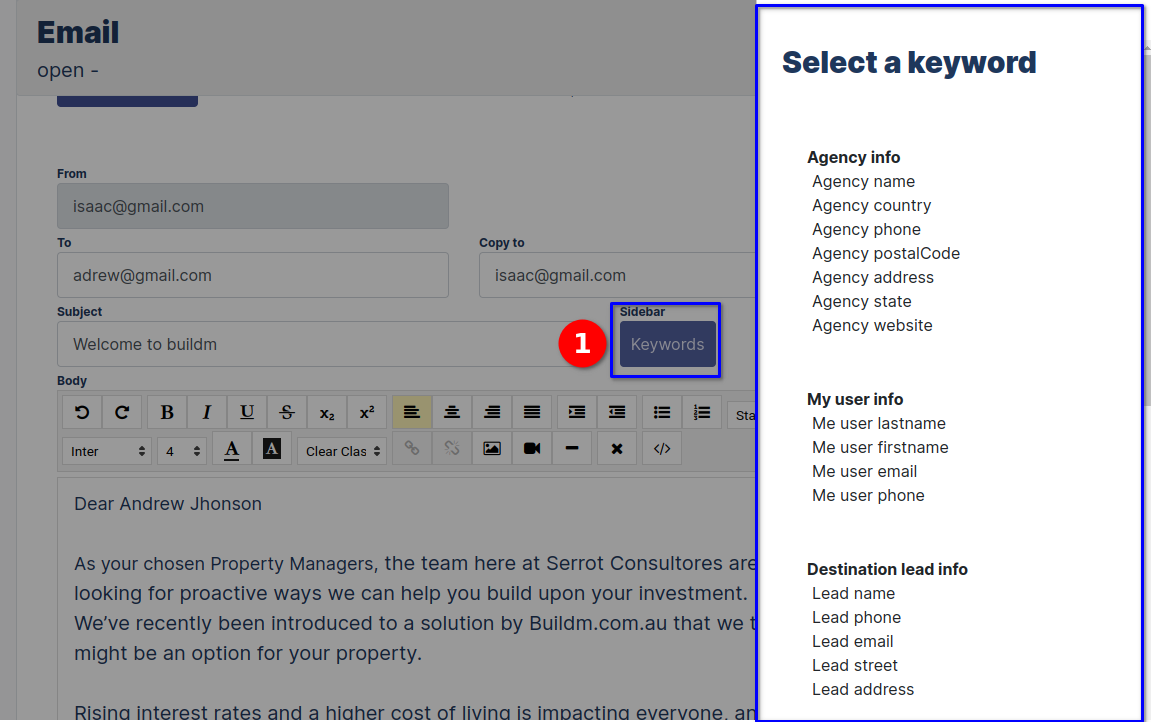 Email
open -
From
isaac@gmail.com
To
adrew@gmail.com
Copy to
isaac@gmail.com
Subject
Welcome to buildm
1
Sidebar
Keywords
Body
B I U S x₂ x²
Sta
Inter 4 A A Clear Clas </>
Dear Andrew Jhonson
As your chosen Property Managers, the team here at Serrot Consultores are
looking for proactive ways we can help you build upon your investment.
We’ve recently been introduced to a solution by Buildm.com.au that we t
might be an option for your property.
Rising interest rates and a higher cost of living is impacting everyone, an
Select a keyword
Agency info
Agency name
Agency country
Agency phone
Agency postalCode
Agency address
Agency state
Agency website
My user info
Me user lastname
Me user firstname
Me user email
Me user phone
Destination lead info
Lead name
Lead phone
Lead email
Lead street
Lead address